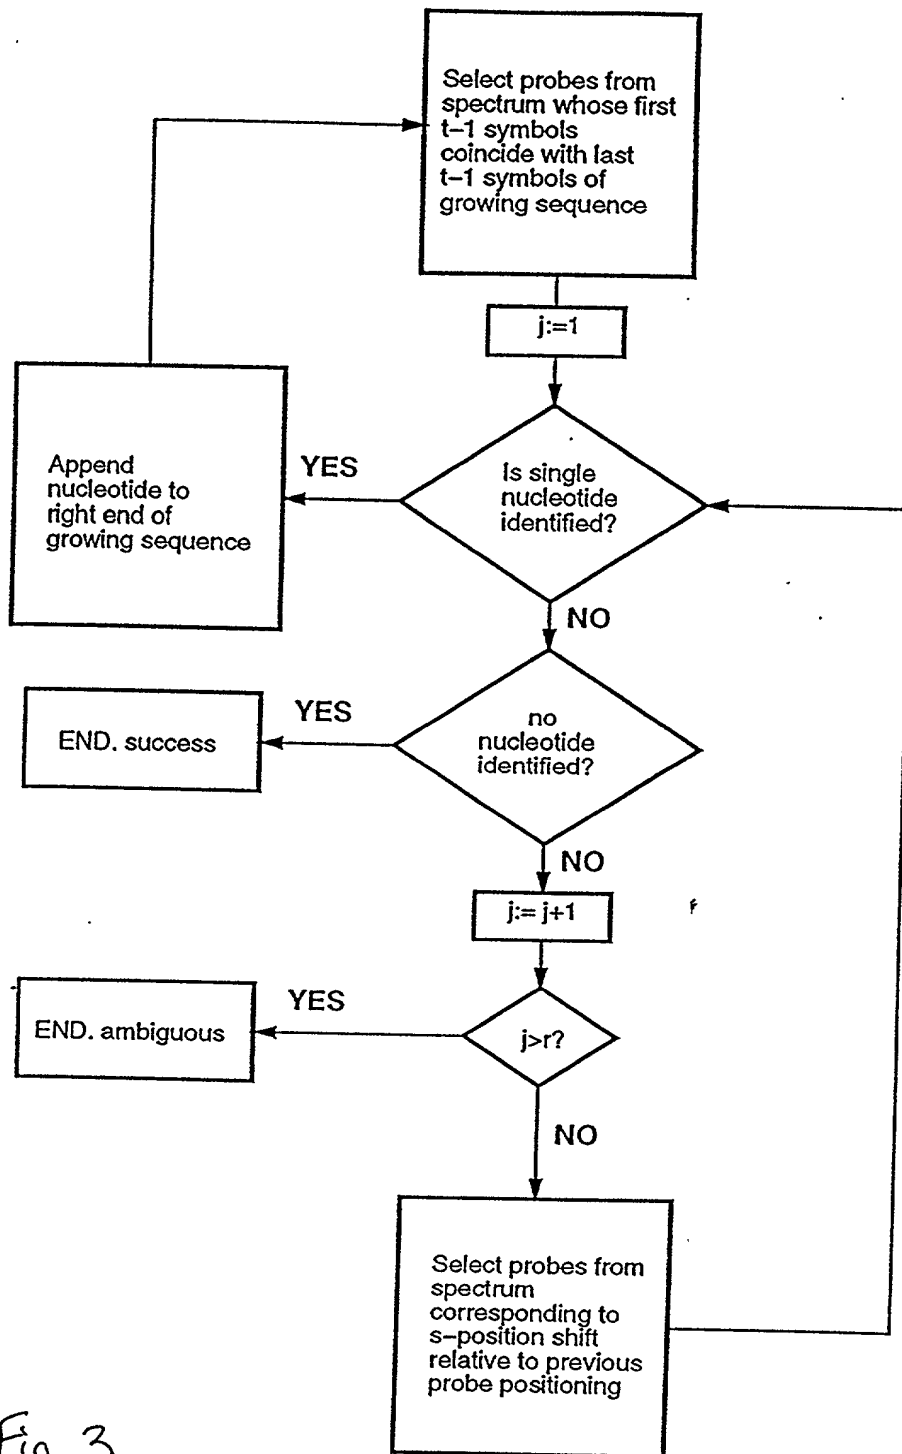 Select probes from
spectrum whose first
t–1 symbols
coincide with last
t–1 symbols of
growing sequence
j:=1
Is single
nucleotide
identified?
YES
Append
nucleotide to
right end of
growing sequence
NO
no
nucleotide
identified?
YES
END. success
NO
j:= j+1
j>r?
YES
END. ambiguous
NO
Select probes from
spectrum
corresponding to
s–position shift
relative to previous
probe positioning
Fig 3